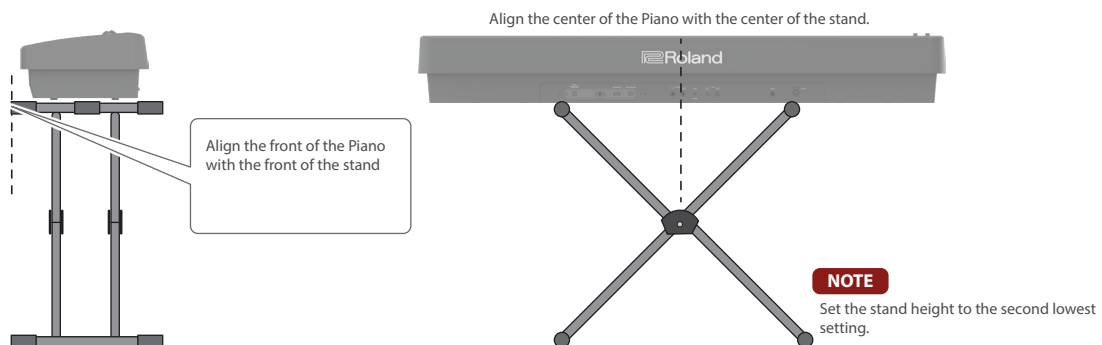 Align the center of the Piano with the center of the stand.
Roland
Align the front of the Piano
with the front of the stand
NOTE
Set the stand height to the second lowest
setting.